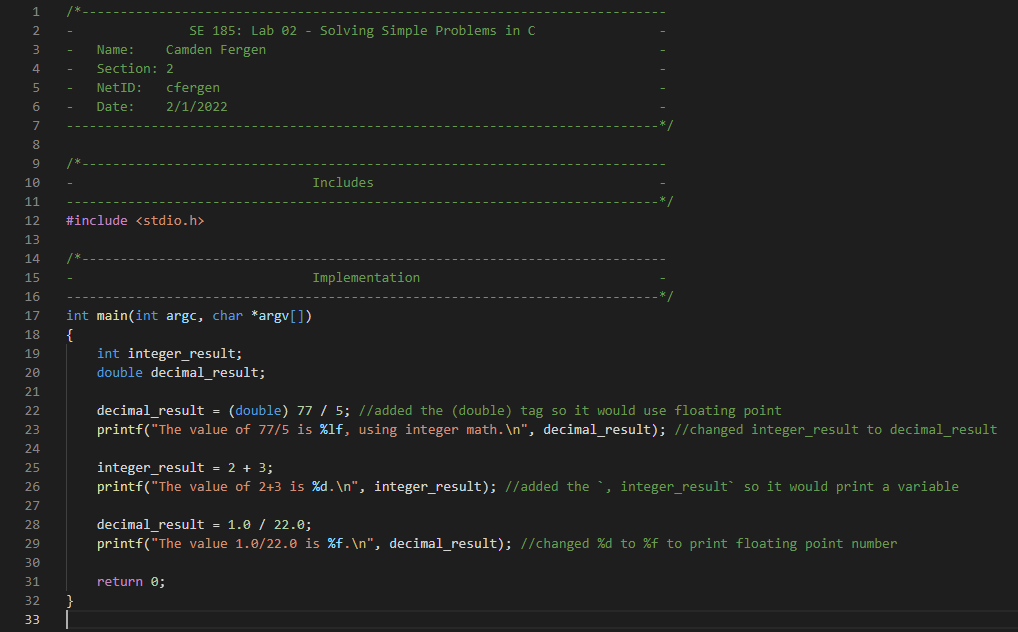 1 /*----------------------------------------------------------------------------
2 - SE 185: Lab 02 - Solving Simple Problems in C -
3 - Name: Camden Fergen -
4 - Section: 2 -
5 - NetID: cfergen -
6 - Date: 2/1/2022 -
7 -----------------------------------------------------------------------------*/
8
9 /*----------------------------------------------------------------------------
10 - Includes -
11 -----------------------------------------------------------------------------*/
12 #include <stdio.h>
13
14 /*----------------------------------------------------------------------------
15 - Implementation -
16 -----------------------------------------------------------------------------*/
17 int main(int argc, char *argv[])
18 {
19 int integer_result;
20 double decimal_result;
21
22 decimal_result = (double) 77 / 5; //added the (double) tag so it would use floating point
23 printf("The value of 77/5 is %lf, using integer math.\n", decimal_result); //changed integer_result to decimal_result
24
25 integer_result = 2 + 3;
26 printf("The value of 2+3 is %d.\n", integer_result); //added the `, integer_result` so it would print a variable
27
28 decimal_result = 1.0 / 22.0;
29 printf("The value 1.0/22.0 is %f.\n", decimal_result); //changed %d to %f to print floating point number
30
31 return 0;
32 }
33